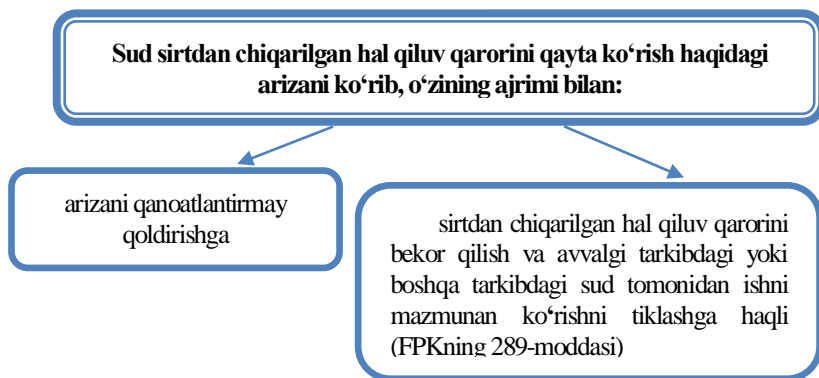 Sud sirtdan chiqarilgan hal qiluv qarorini qayta ko‘rish haqidagi
arizani ko‘rib, o‘zining ajrimi bilan:
arizani qanoatlantirmay
qoldirishga
sirtdan chiqarilgan hal qiluv qarorini
bekor qilish va avvalgi tarkibdagi yoki
boshqa tarkibdagi sud tomonidan ishni
mazmunan ko‘rishni tiklashga haqli
(FPKning 289-moddasi)